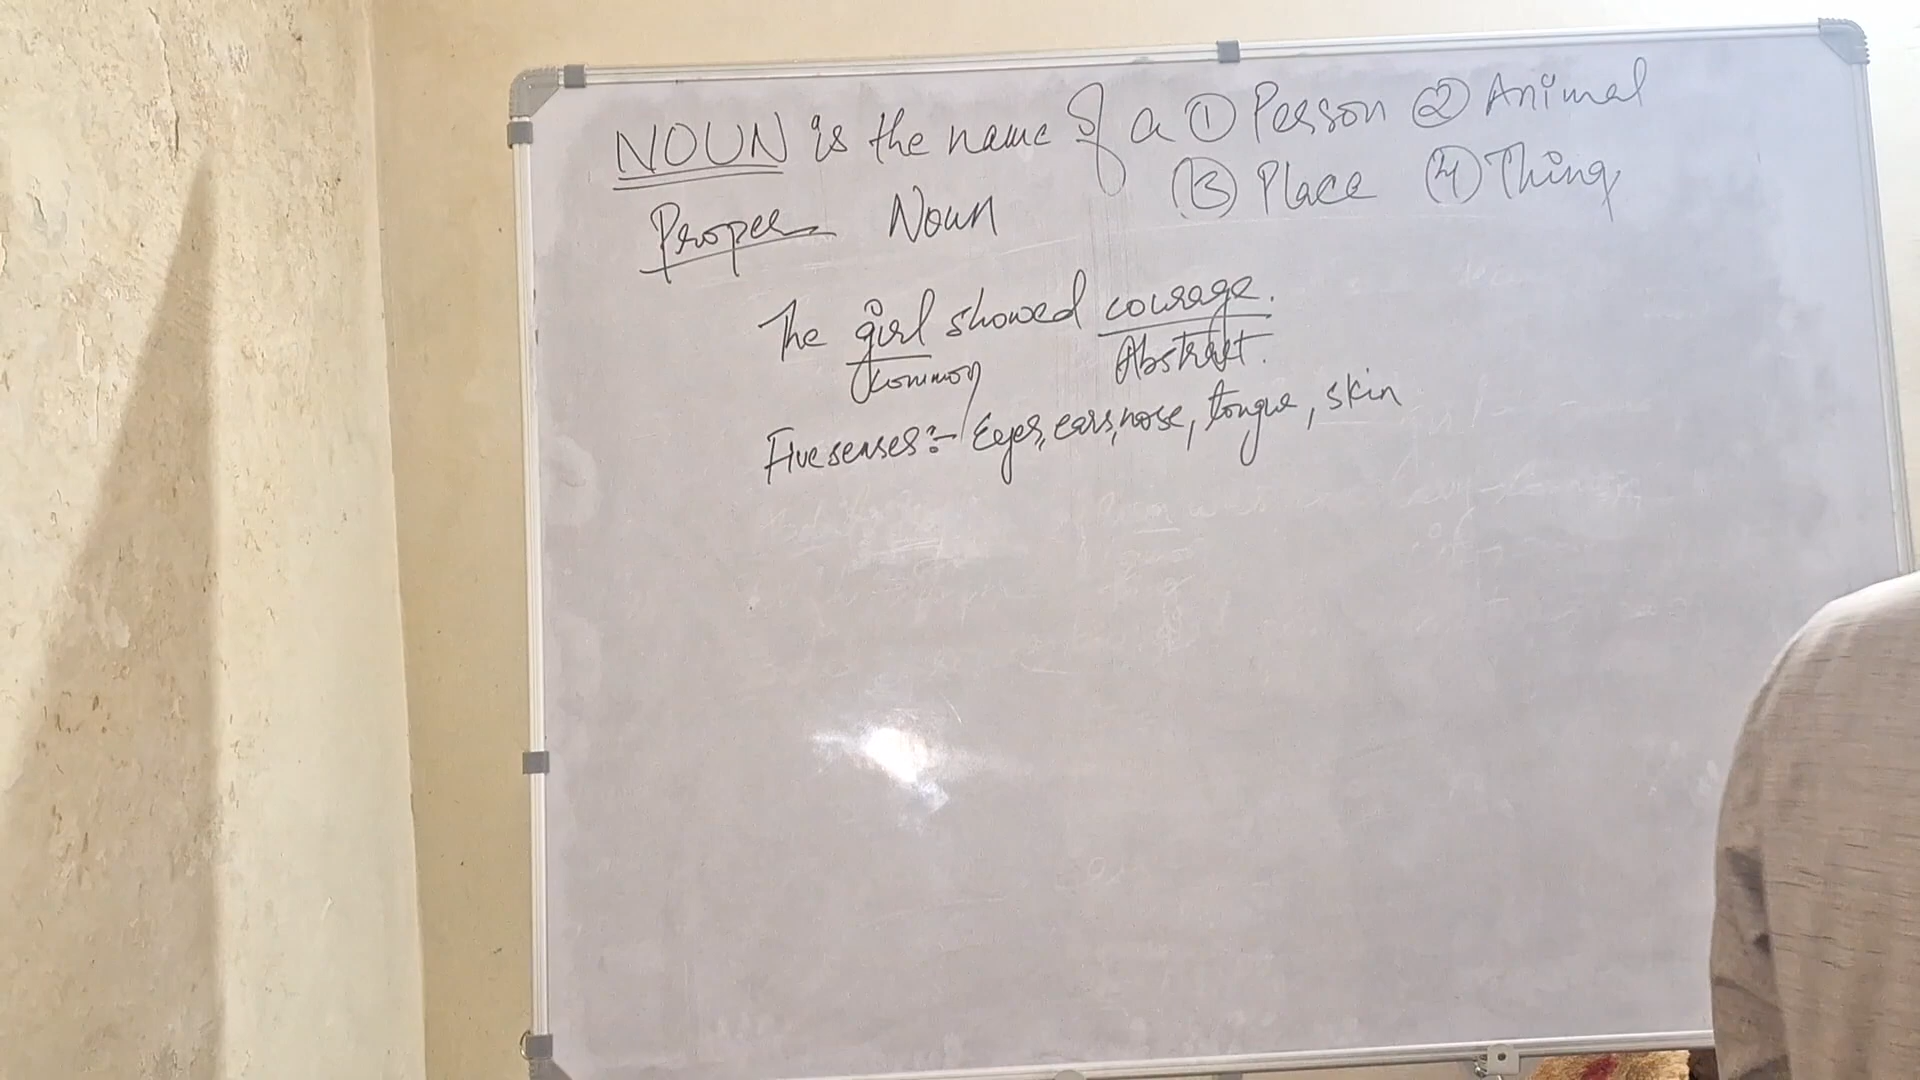 NOUN is the name of a ① Person ② Animal
③ Place ④ Thing
Proper Noun
The girl showed courage.
Common Abstract.
Five senses:- Eyes, ears, nose, tongue, skin